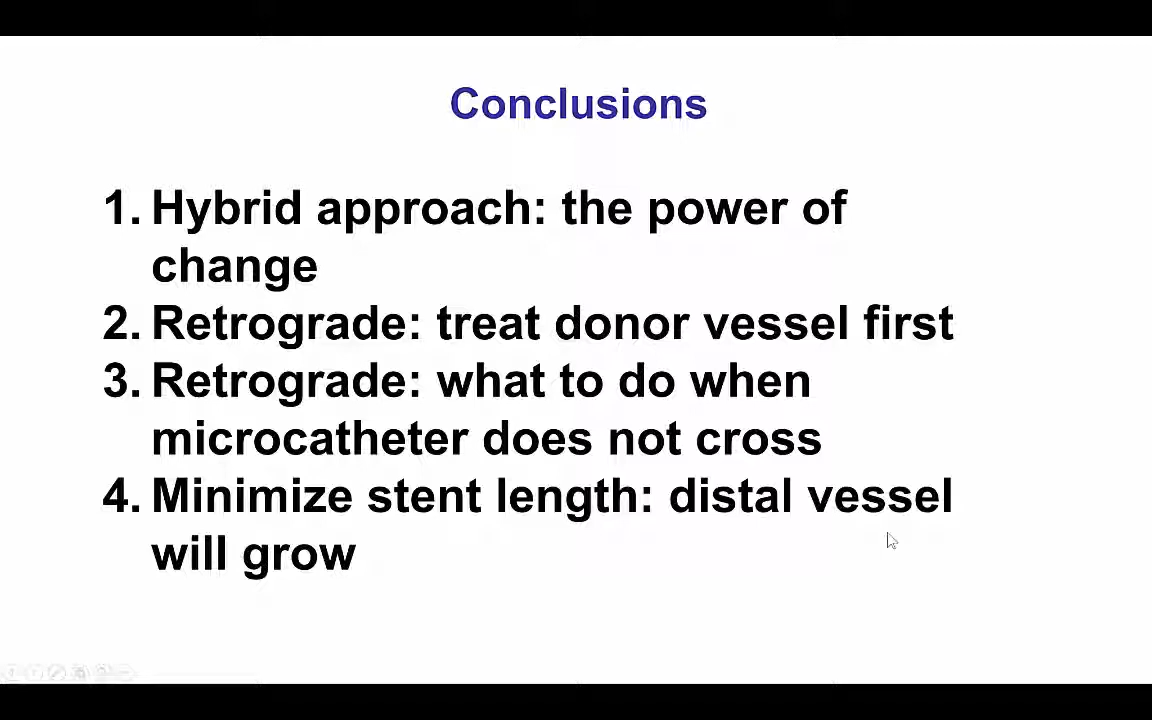 Conclusions
1. Hybrid approach: the power of
change
2. Retrograde: treat donor vessel first
3. Retrograde: what to do when
microcatheter does not cross
4. Minimize stent length: distal vessel
will grow